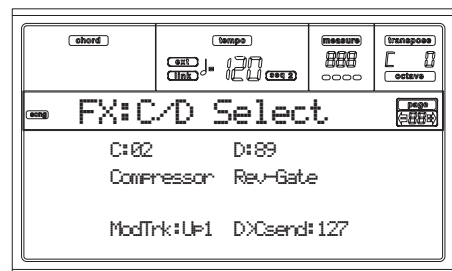 chord tempo measure transpose
ext
link ♩= 120 seq 2 888 C 0
octave
song FX:C/D Select page
88
C:02 D:89
Compressor Rev-Gate
ModTrk:Up1 D>Csend:127